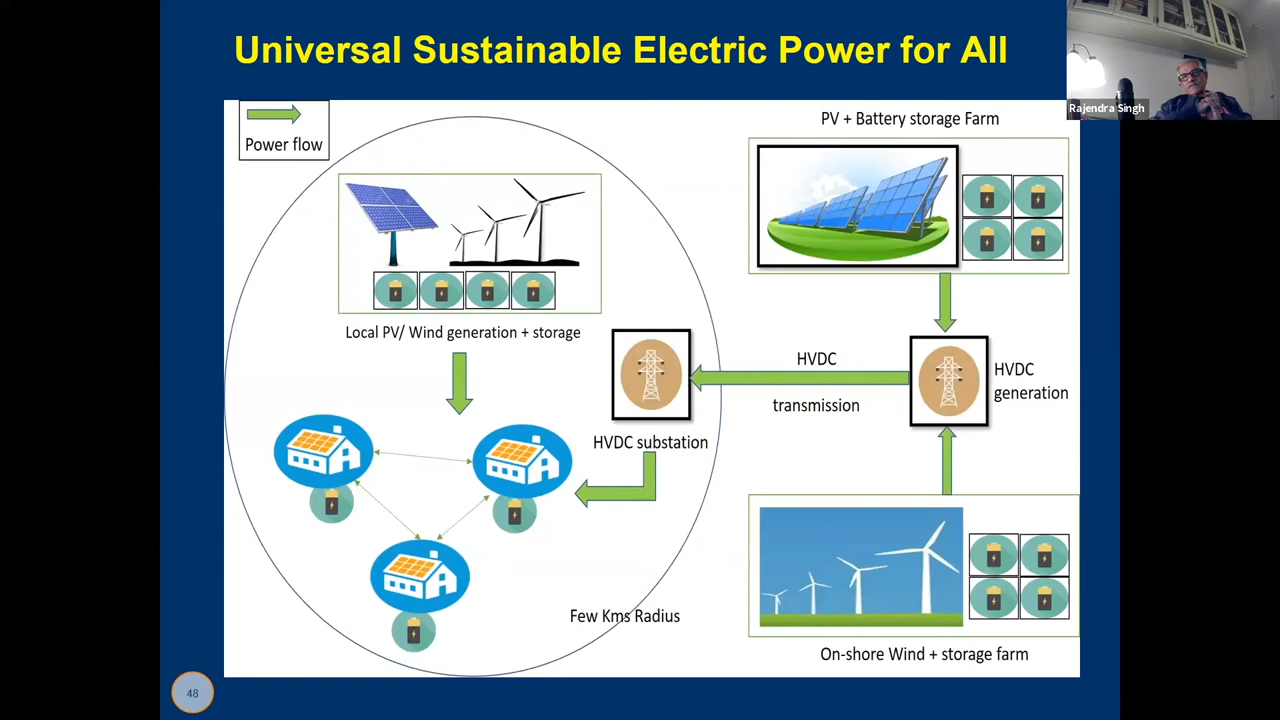 Universal Sustainable Electric Power for All
Rajendra Singh
Power flow
PV + Battery storage Farm
Local PV/ Wind generation + storage
HVDC
transmission
HVDC
generation
HVDC substation
Few Kms Radius
On-shore Wind + storage farm
48